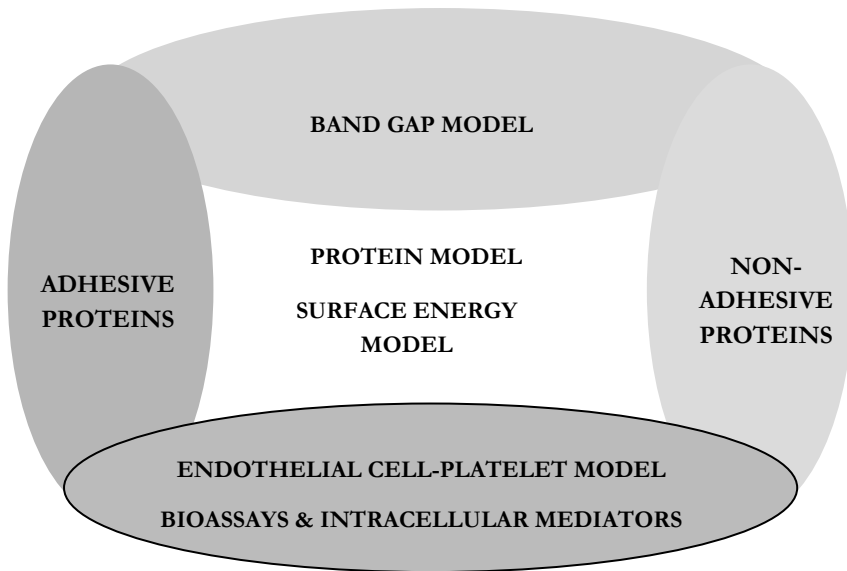 BAND GAP MODEL
PROTEIN MODEL
SURFACE ENERGY
MODEL
ADHESIVE
PROTEINS
NON-
ADHESIVE
PROTEINS
ENDOTHELIAL CELL-PLATELET MODEL
BIOASSAYS & INTRACELLULAR MEDIATORS